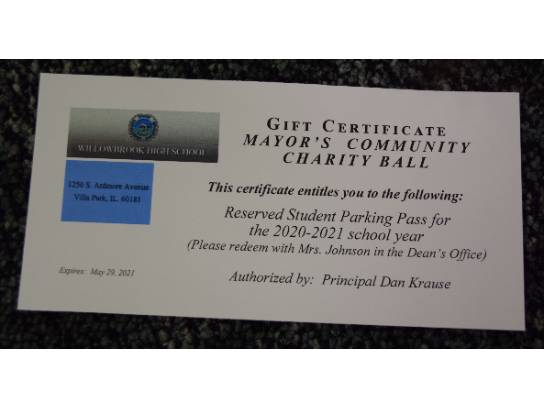 WILLOWBROOK HIGH SCHOOL
1250 S. Ardmore Avenue
Villa Park, IL. 60181
GIFT CERTIFICATE
MAYOR'S COMMUNITY
CHARITY BALL
This certificate entitles you to the following:
Reserved Student Parking Pass for
the 2020-2021 school year
(Please redeem with Mrs. Johnson in the Dean's Office)
Expires: May 29, 2021
Authorized by: Principal Dan Krause